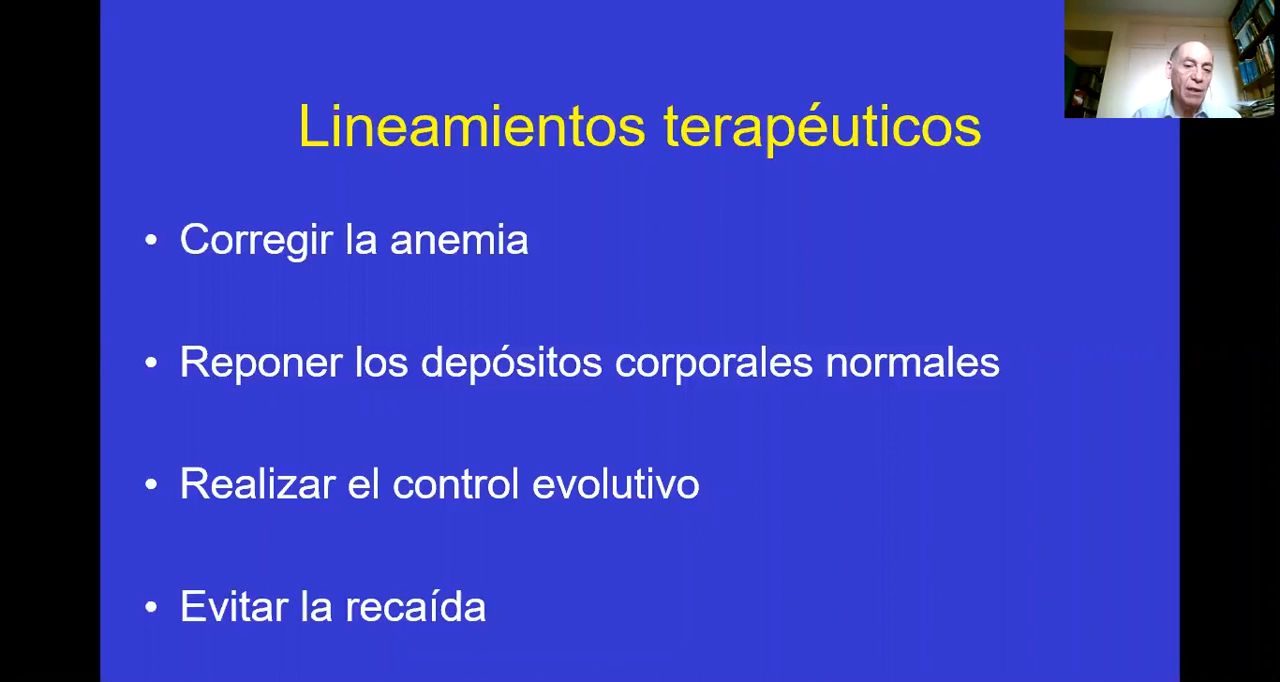 Lineamientos terapéuticos
• Corregir la anemia
• Reponer los depósitos corporales normales
• Realizar el control evolutivo
• Evitar la recaída